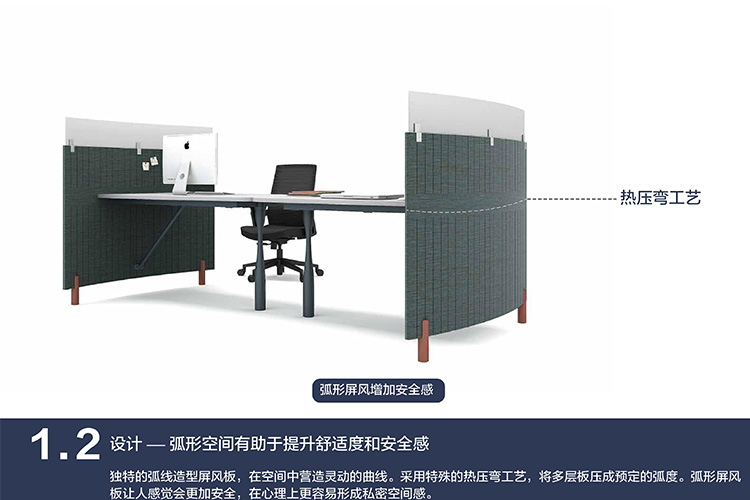 热压弯工艺
弧形屏风增加安全感
1.2 设计 — 弧形空间有助于提升舒适度和安全感
独特的弧线造型屏风板，在空间中营造灵动的曲线。采用特殊的热压弯工艺，将多层板压成预定的弧度。弧形屏风
板让人感觉会更加安全，在心理上更容易形成私密空间感。